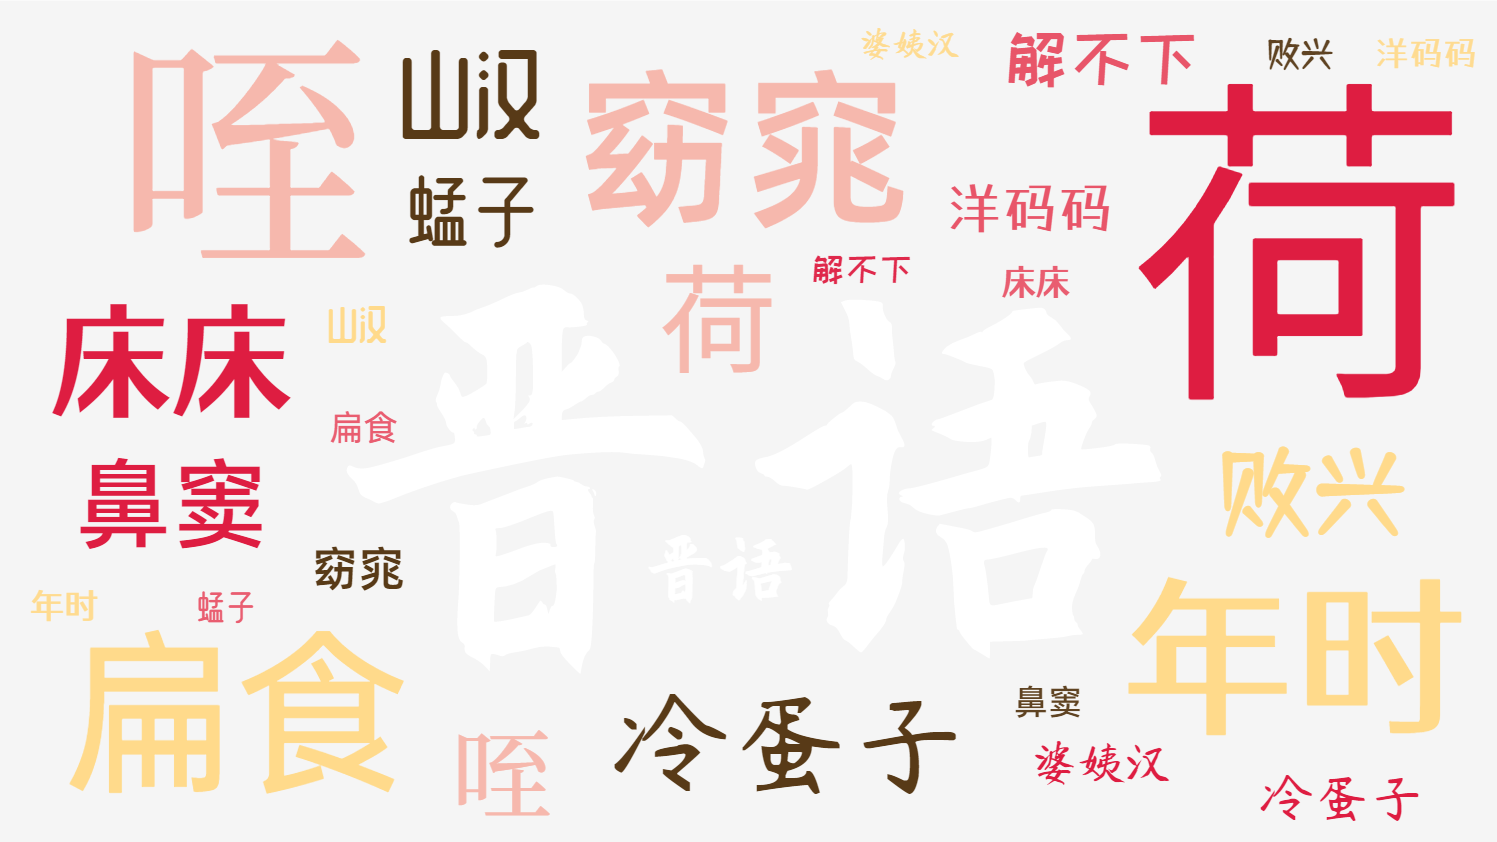 婆姨汉
解不下
败兴
洋码码
咥
山汉
窈窕
荷
蜢子
洋码码
解不下
床床
荷
床床
山汉
晋语
扁食
败兴
鼻窦
窈窕
晋语
年时
蜢子
年时
扁食
鼻窦
冷蛋子
咥
婆姨汉
冷蛋子